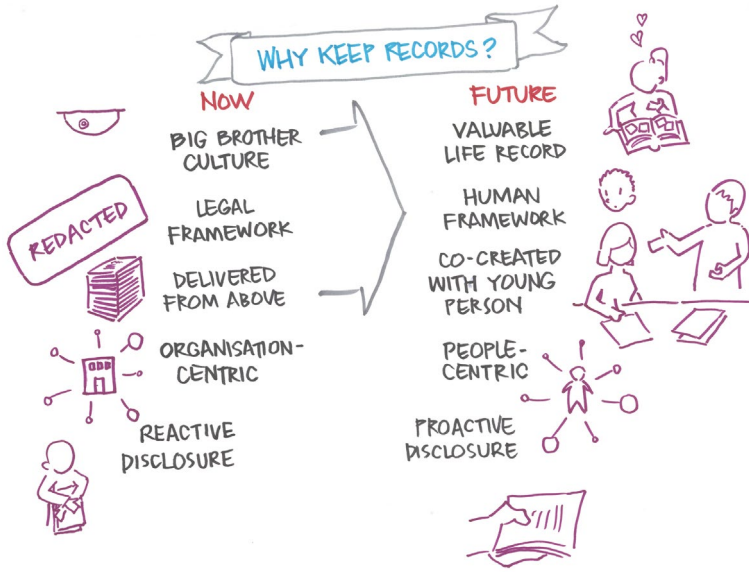 WHY KEEP RECORDS?
NOW
BIG BROTHER
CULTURE
REDACTED
LEGAL
FRAMEWORK
DELIVERED
FROM ABOVE
ORGANISATION-
CENTRIC
REACTIVE
DISCLOSURE
FUTURE
VALUABLE
LIFE RECORD
HUMAN
FRAMEWORK
CO-CREATED
WITH YOUNG
PERSON
PEOPLE-
CENTRIC
PROACTIVE
DISCLOSURE